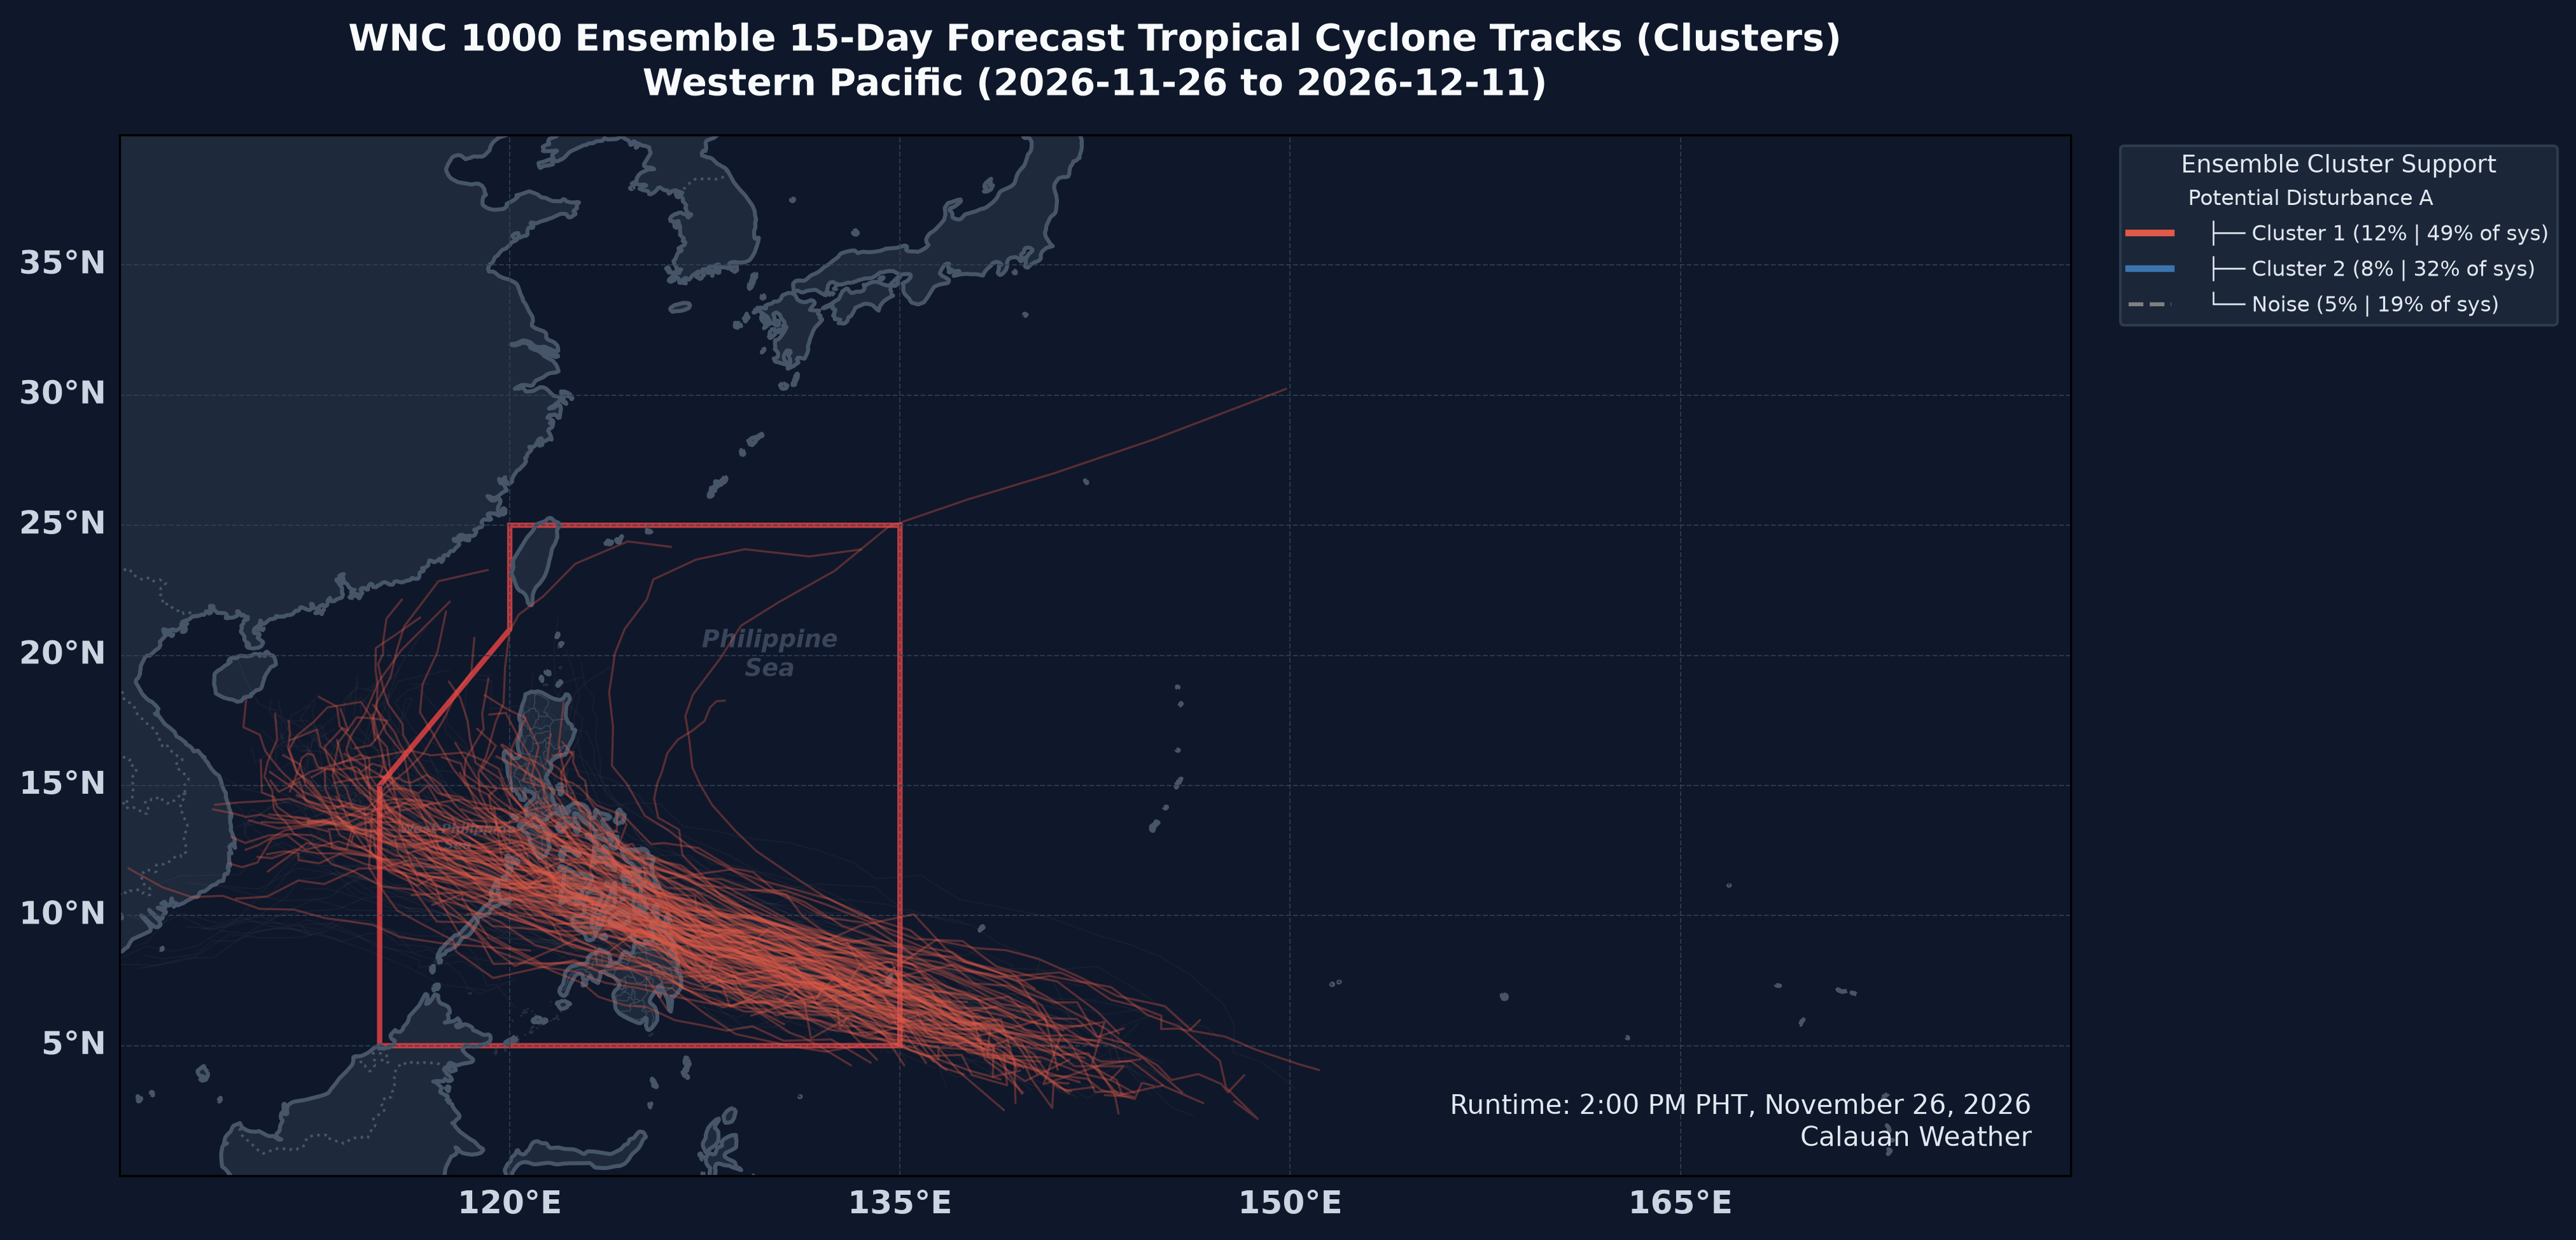 WNC 1000 Ensemble 15-Day Forecast Tropical Cyclone Tracks (Clusters)
Western Pacific (2026-11-26 to 2026-12-11)
Ensemble Cluster Support
Potential Disturbance A
Cluster 1 (12% | 49% of sys)
Cluster 2 (8% | 32% of sys)
Noise (5% | 19% of sys)
35°N
30°N
25°N
20°N
15°N
10°N
5°N
Philippine
Sea
West Philippine
Runtime: 2:00 PM PHT, November 26, 2026
Calauan Weather
120°E
135°E
150°E
165°E